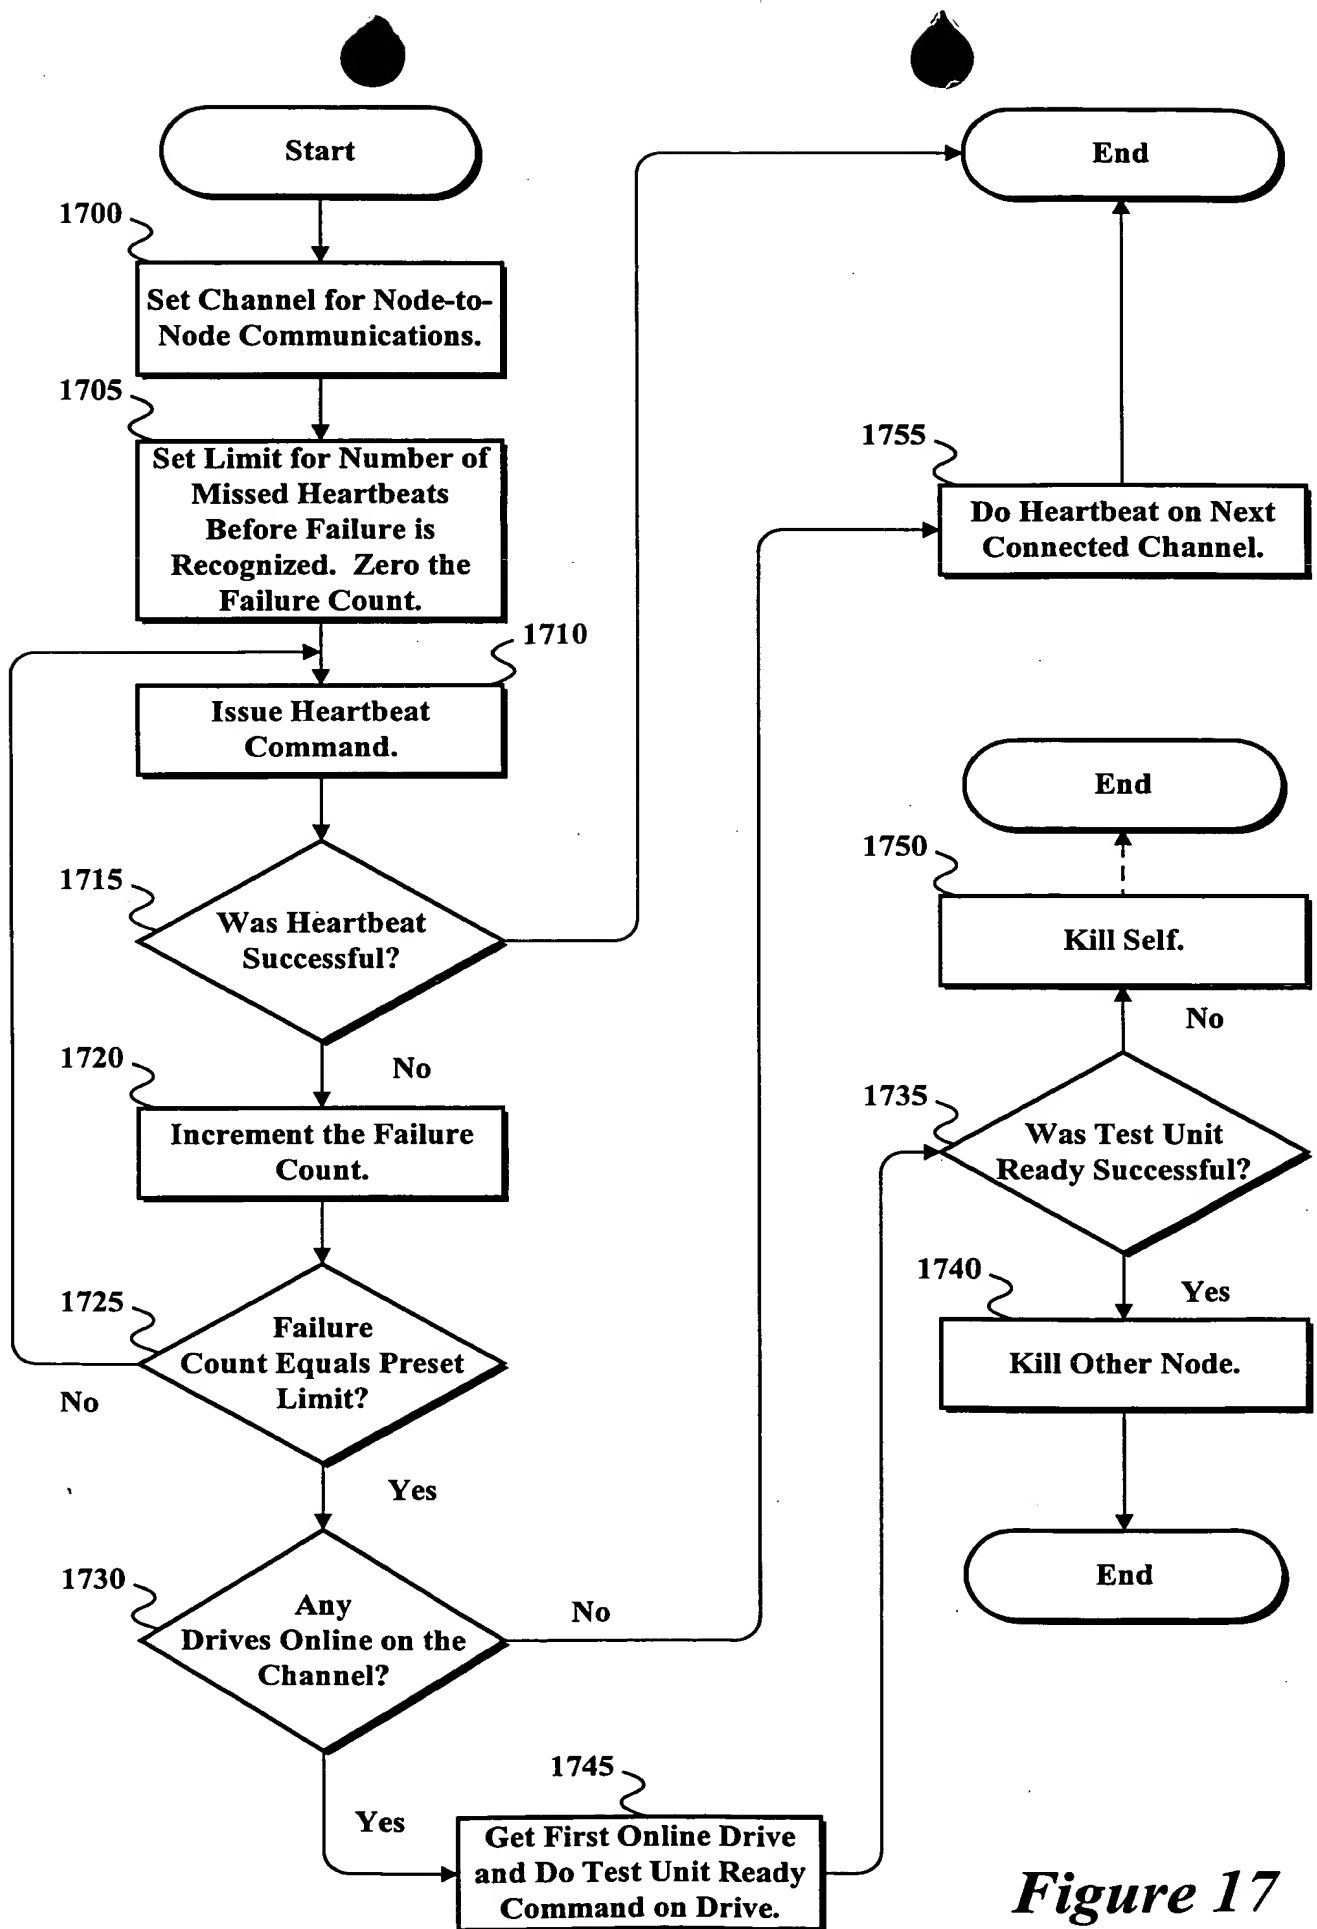 Start
1700
Set Channel for Node-to-
Node Communications.
1705
Set Limit for Number of
Missed Heartbeats
Before Failure is
Recognized.  Zero the
Failure Count.
1710
Issue Heartbeat
Command.
1715
Was Heartbeat
Successful?
No
1720
Increment the Failure
Count.
1725
Failure
Count Equals Preset
Limit?
No
Yes
1730
Any
Drives Online on the
Channel?
No
Yes
1745
Get First Online Drive
and Do Test Unit Ready
Command on Drive.
End
1755
Do Heartbeat on Next
Connected Channel.
End
1750
Kill Self.
No
1735
Was Test Unit
Ready Successful?
1740
Yes
Kill Other Node.
End
Figure 17